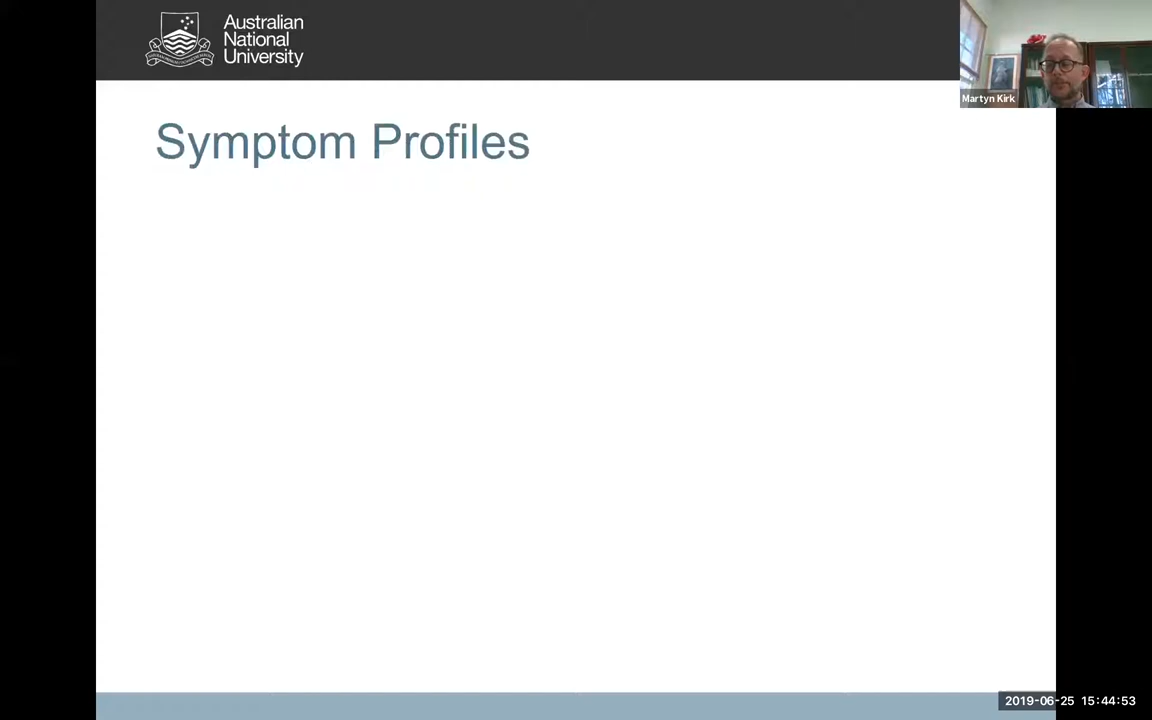 Australian
National
University
Martyn Kirk
Symptom Profiles
2019-06-25 15:44:53